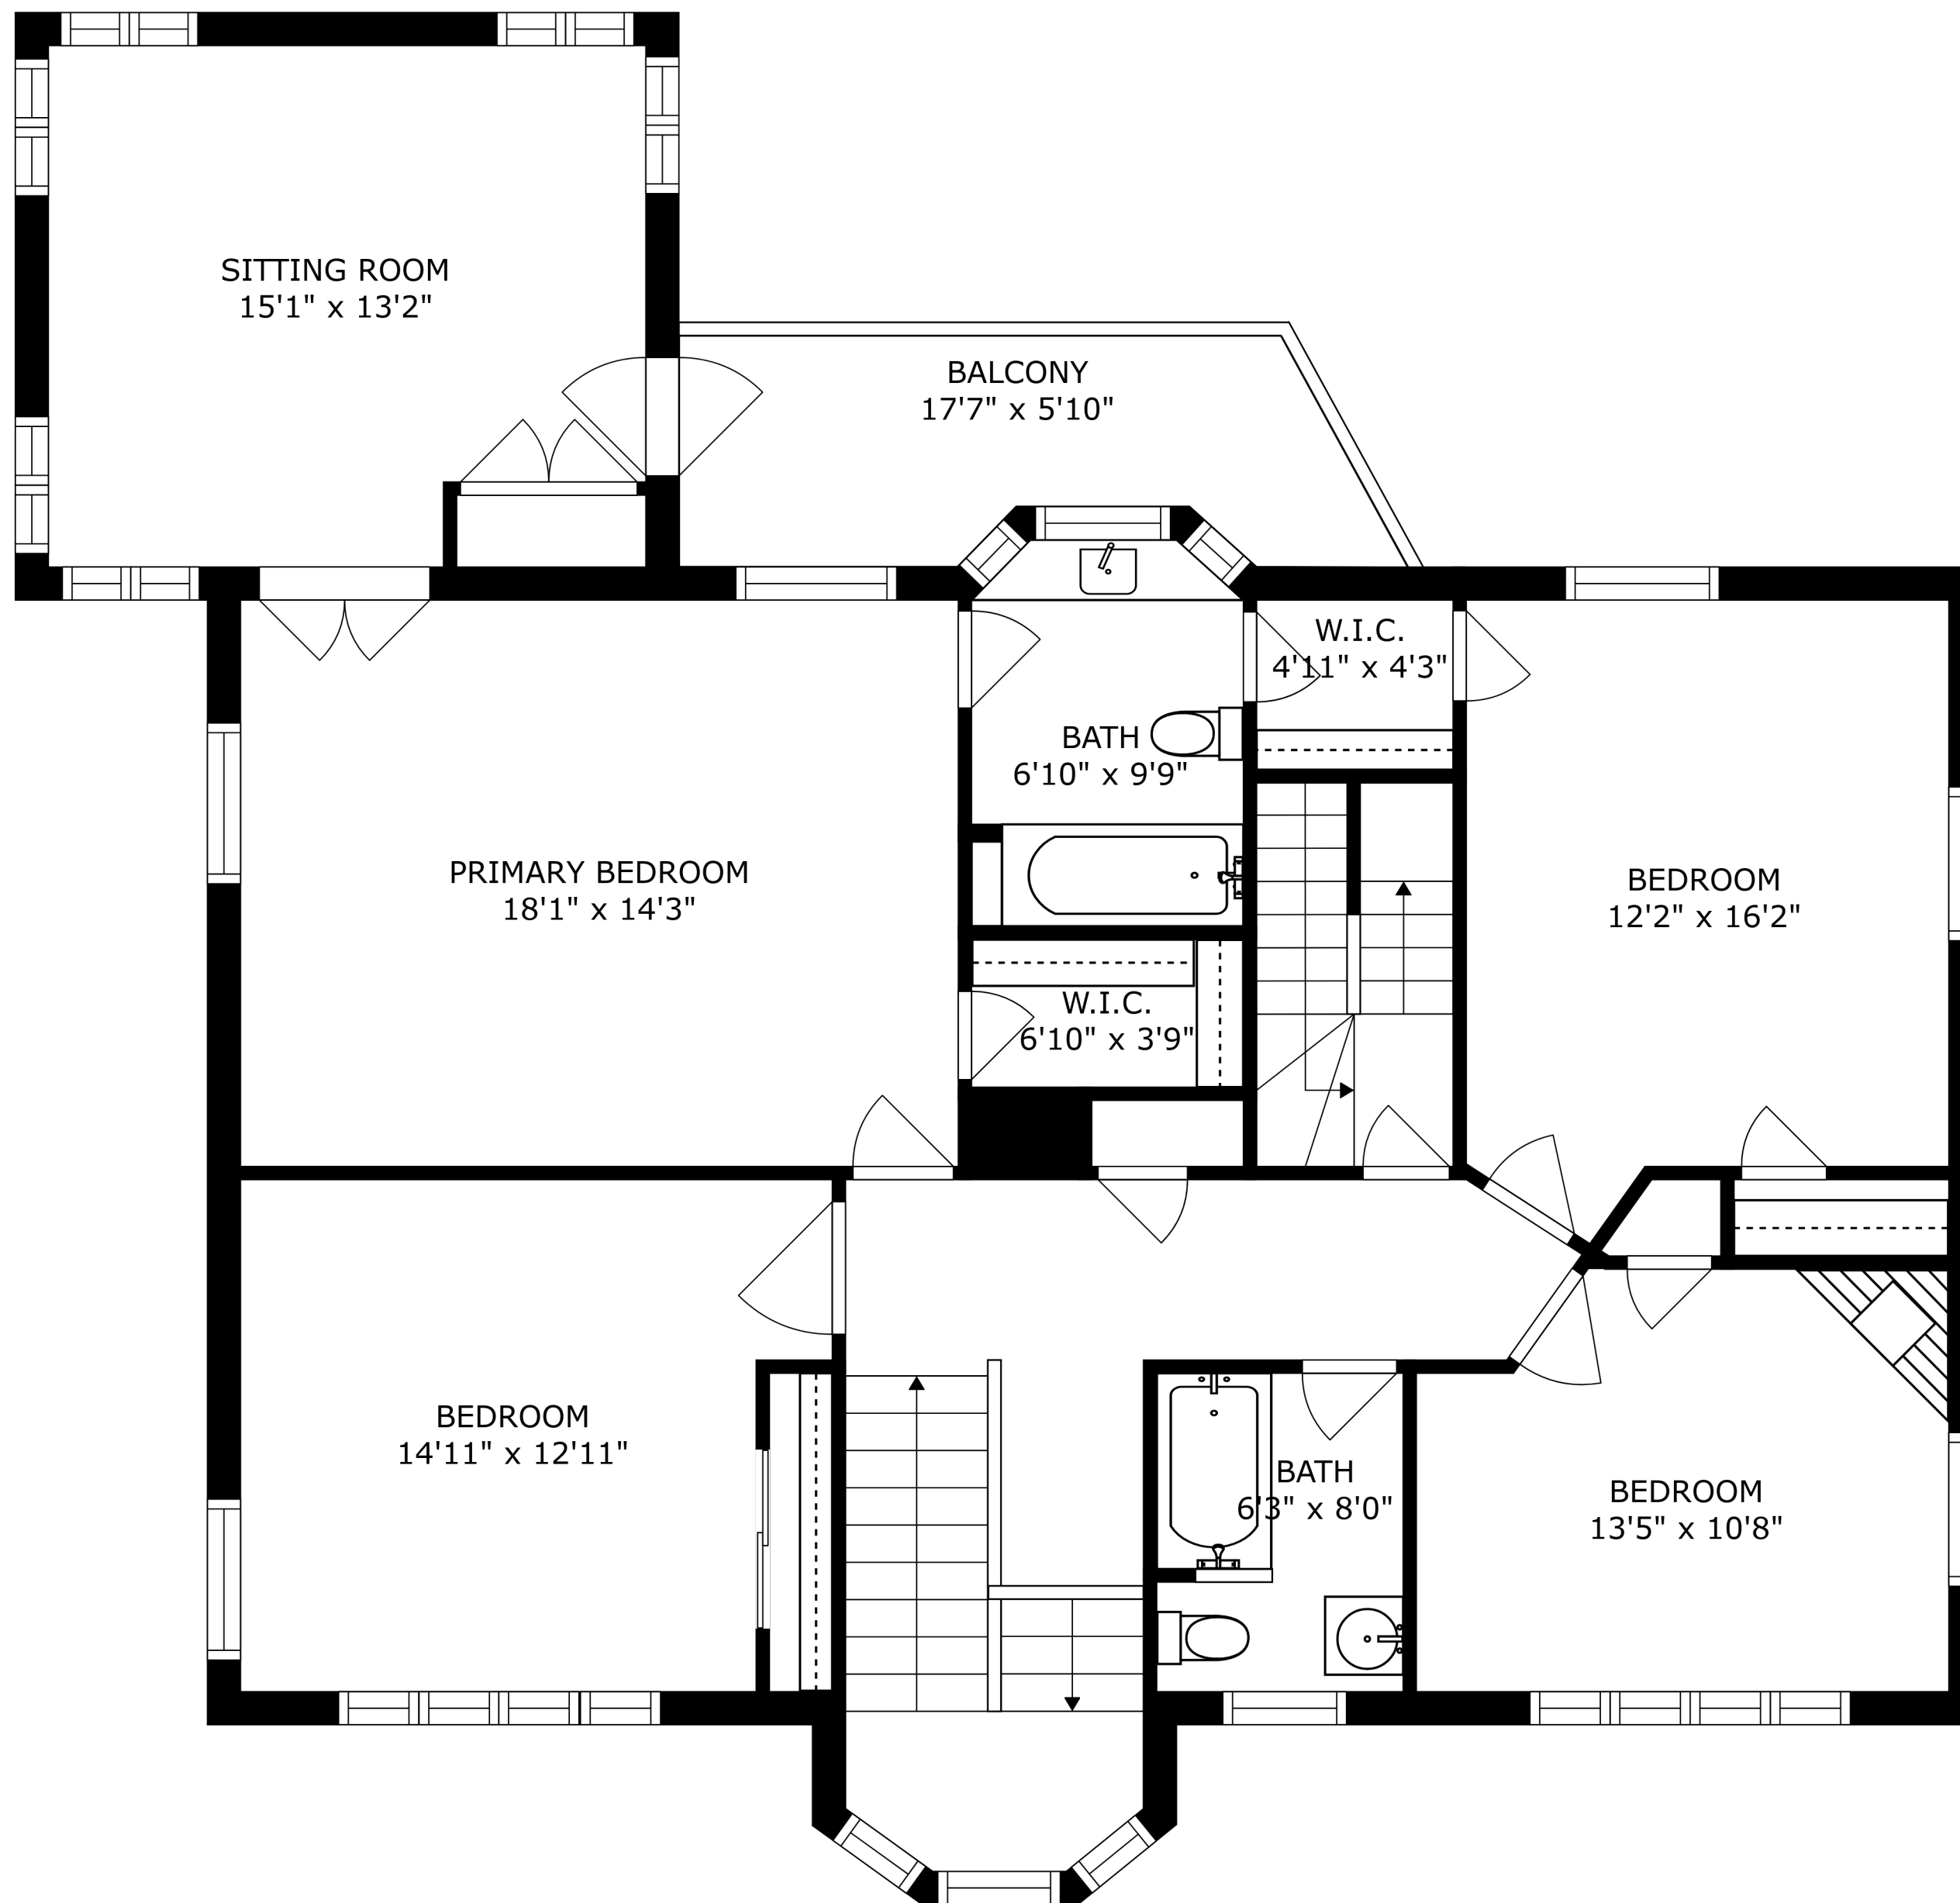 SITTING ROOM
15'1" x 13'2"
BALCONY
17'7" x 5'10"
W.I.C.
4'11" x 4'3"
BATH
6'10" x 9'9"
PRIMARY BEDROOM
18'1" x 14'3"
BEDROOM
12'2" x 16'2"
W.I.C.
6'10" x 3'9"
BEDROOM
14'11" x 12'11"
BATH
6'3" x 8'0"
BEDROOM
13'5" x 10'8"